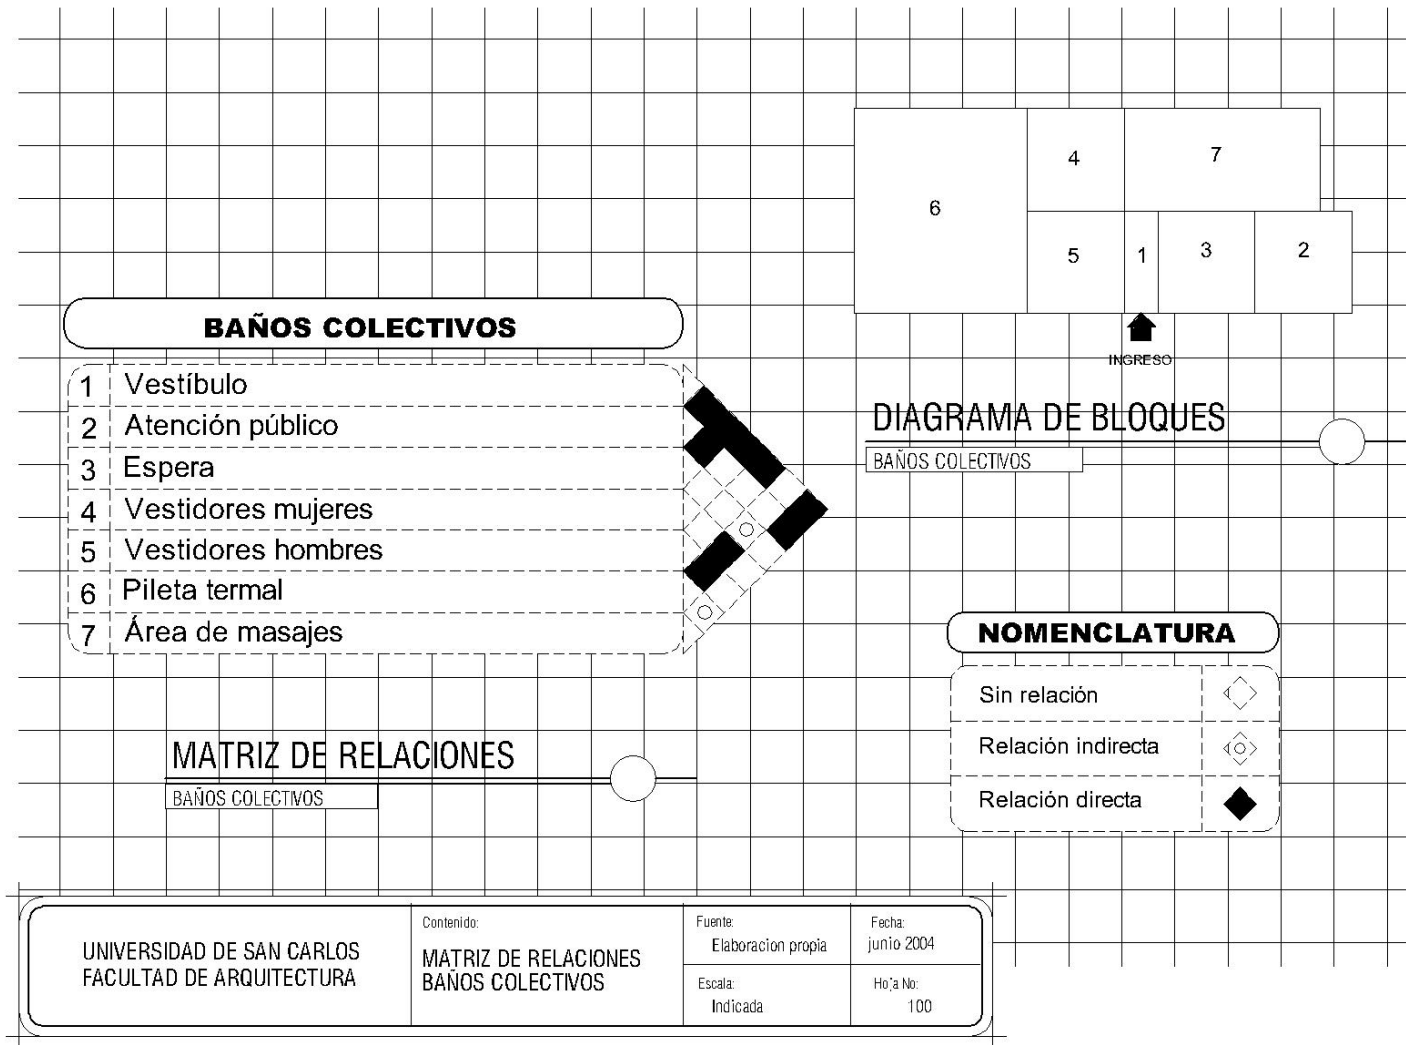 6
4
7
5
1
3
2
INGRESO
DIAGRAMA DE BLOQUES
BAÑOS COLECTIVOS
BAÑOS COLECTIVOS
1 Vestíbulo
2 Atención público
3 Espera
4 Vestidores mujeres
5 Vestidores hombres
6 Pileta termal
7 Área de masajes
MATRIZ DE RELACIONES
BAÑOS COLECTIVOS
NOMENCLATURA
Sin relación
Relación indirecta
Relación directa
UNIVERSIDAD DE SAN CARLOS
FACULTAD DE ARQUITECTURA
Contenido:
MATRIZ DE RELACIONES
BAÑOS COLECTIVOS
Fuente:
Elaboracion propia
Fecha:
junio 2004
Escala:
Indicada
Hoja No:
100